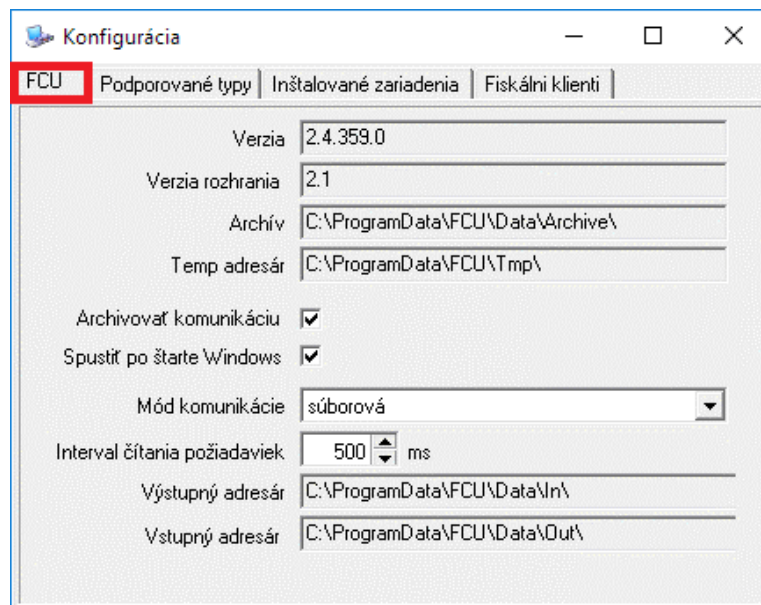 Konfigurácia
FCU Podporované typy Inštalované zariadenia Fiskálni klienti
Verzia 2.4.359.0
Verzia rozhrania 2.1
Archív C:\ProgramData\FCU\Data\Archive\
Temp adresár C:\ProgramData\FCU\Tmp\
Archivovať komunikáciu
Spustiť po štarte Windows
Mód komunikácie súborová
Interval čítania požiadaviek 500 ms
Výstupný adresár C:\ProgramData\FCU\Data\In\
Vstupný adresár C:\ProgramData\FCU\Data\Out\